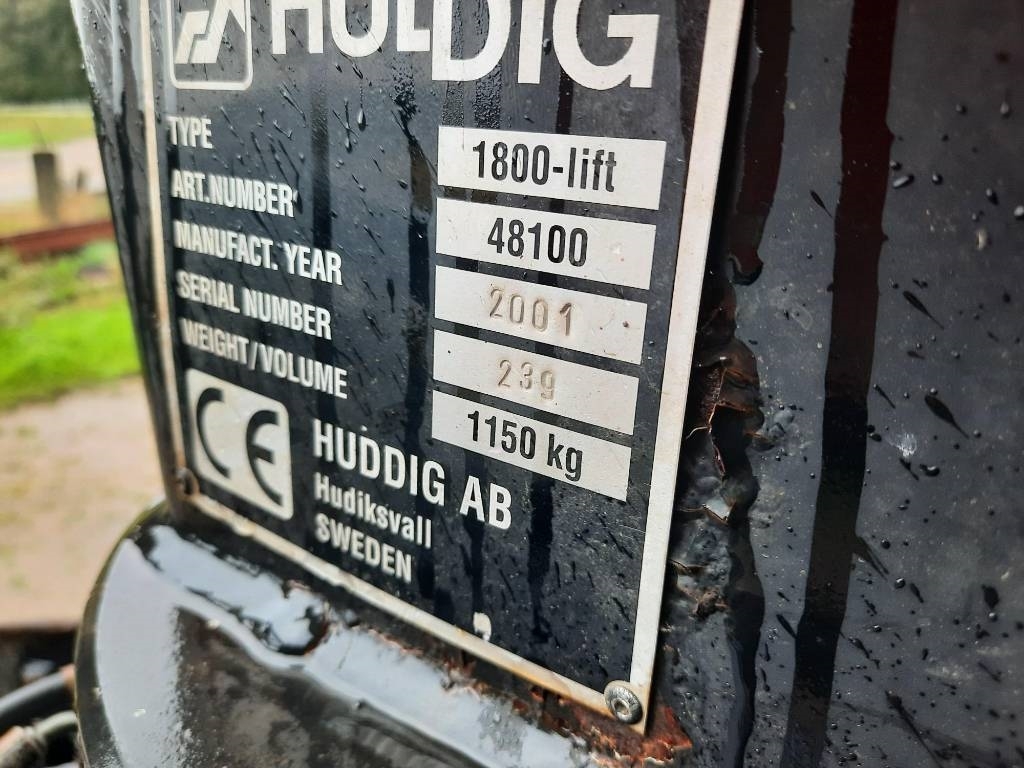 HULDIG
TYPE 1800-lift
ART.NUMBER 48100
MANUFACT. YEAR 2001
SERIAL NUMBER 239
WEIGHT/VOLUME 1150 kg
CE HUDDIG AB
Hudiksvall
SWEDEN